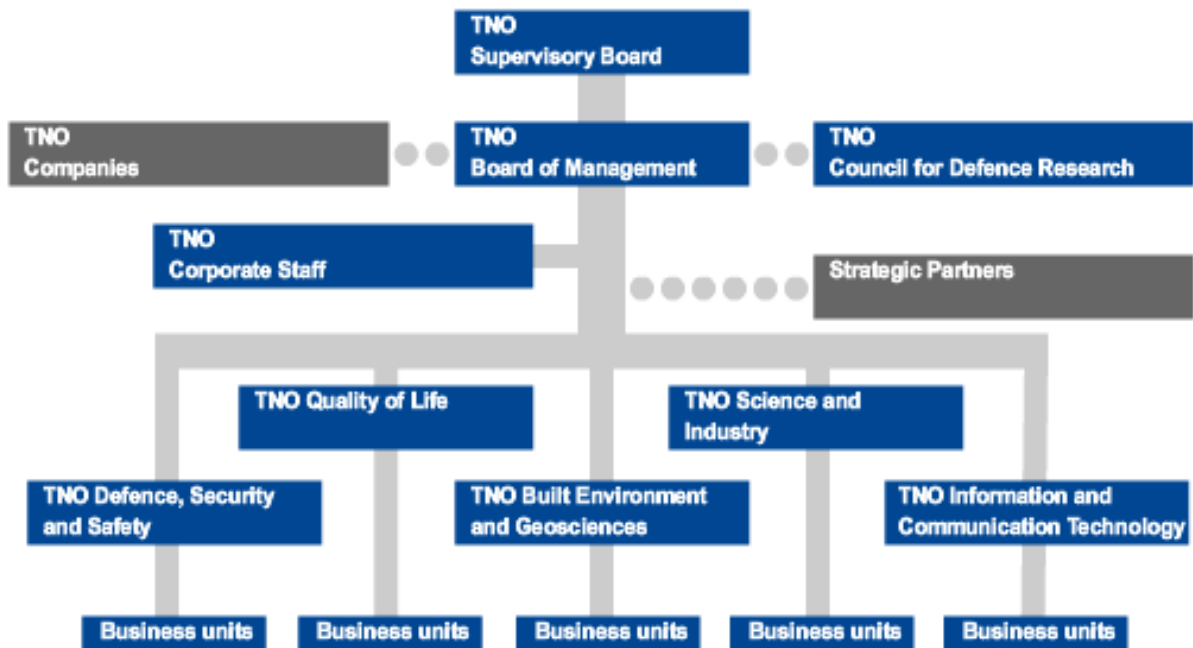 TNO
Supervisory Board
TNO
Companies
TNO
Board of Management
TNO
Council for Defence Research
TNO
Corporate Staff
Strategic Partners
TNO Quality of Life
TNO Science and
Industry
TNO Defence, Security
and Safety
TNO Built Environment
and Geosciences
TNO Information and
Communication Technology
Business units
Business units
Business units
Business units
Business units